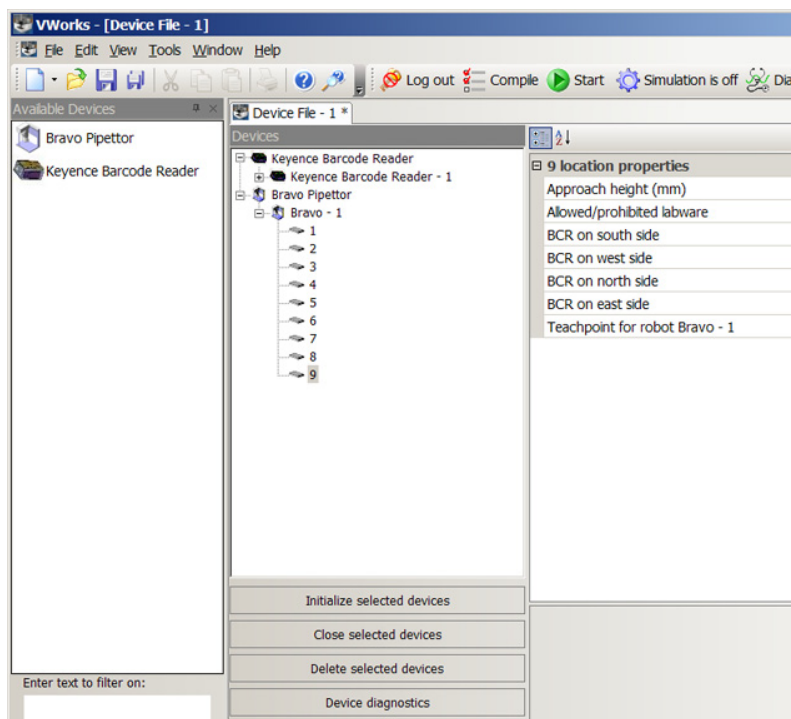 VWorks - [Device File - 1]
File Edit View Tools Window Help
Log out Compile Start Simulation is off
Available Devices
Bravo Pipettor
Keyence Barcode Reader
Enter text to filter on:
Device File - 1 *
Devices
Keyence Barcode Reader
Keyence Barcode Reader - 1
Bravo Pipettor
Bravo - 1
1
2
3
4
5
6
7
8
9
Initialize selected devices
Close selected devices
Delete selected devices
Device diagnostics
9 location properties
Approach height (mm)
Allowed/prohibited labware
BCR on south side
BCR on west side
BCR on north side
BCR on east side
Teachpoint for robot Bravo - 1